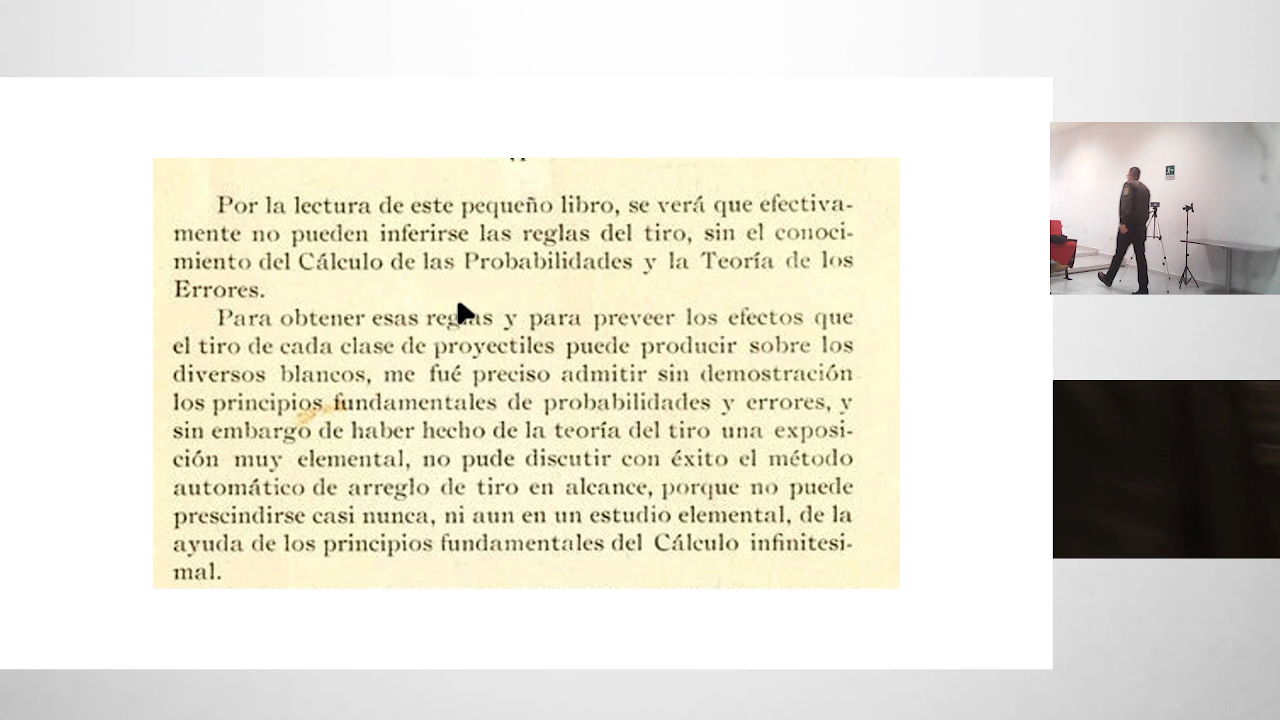 Por la lectura de este pequeño libro, se verá que efectiva-
mente no pueden inferirse las reglas del tiro, sin el conoci-
miento del Cálculo de las Probabilidades y la Teoría de los
Errores.
Para obtener esas reglas y para preveer los efectos que
el tiro de cada clase de proyectiles puede producir sobre los
diversos blancos, me fué preciso admitir sin demostración
los principios fundamentales de probabilidades y errores, y
sin embargo de haber hecho de la teoría del tiro una exposi-
ción muy elemental, no pude discutir con éxito el método
automático de arreglo de tiro en alcance, porque no puede
prescindirse casi nunca, ni aun en un estudio elemental, de la
ayuda de los principios fundamentales del Cálculo infinitesi-
mal.